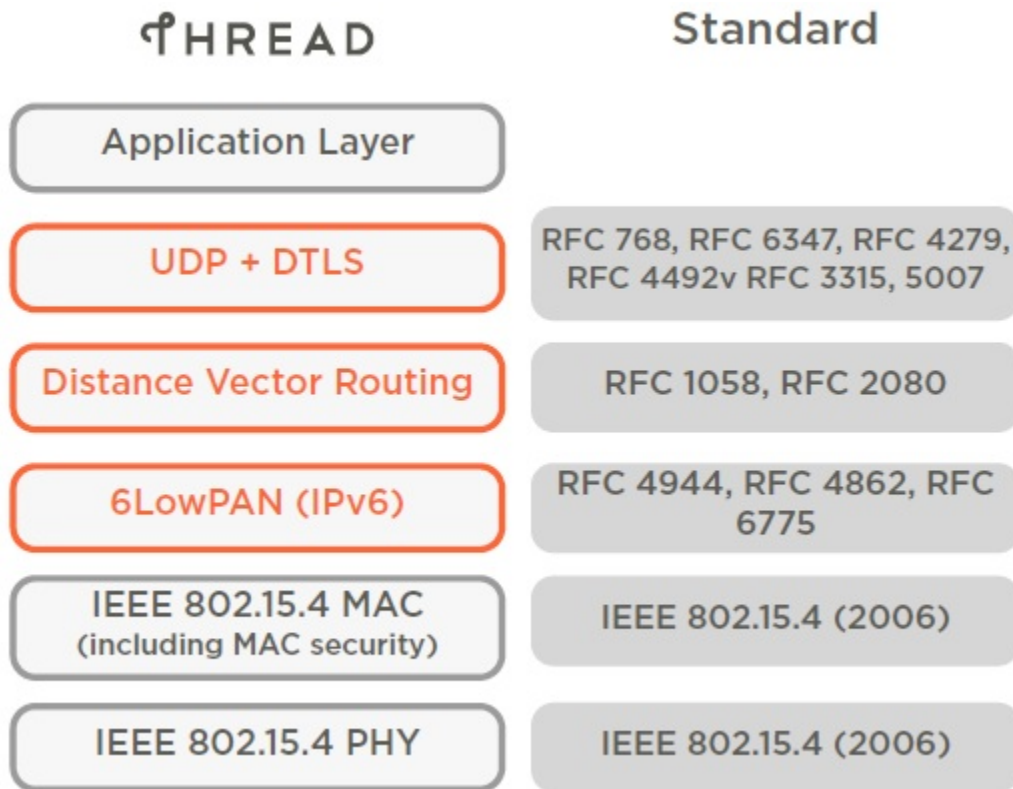 THREAD
Standard
Application Layer
UDP + DTLS
RFC 768, RFC 6347, RFC 4279,
RFC 4492v RFC 3315, 5007
Distance Vector Routing
RFC 1058, RFC 2080
6LowPAN (IPv6)
RFC 4944, RFC 4862, RFC
6775
IEEE 802.15.4 MAC
(including MAC security)
IEEE 802.15.4 (2006)
IEEE 802.15.4 PHY
IEEE 802.15.4 (2006)